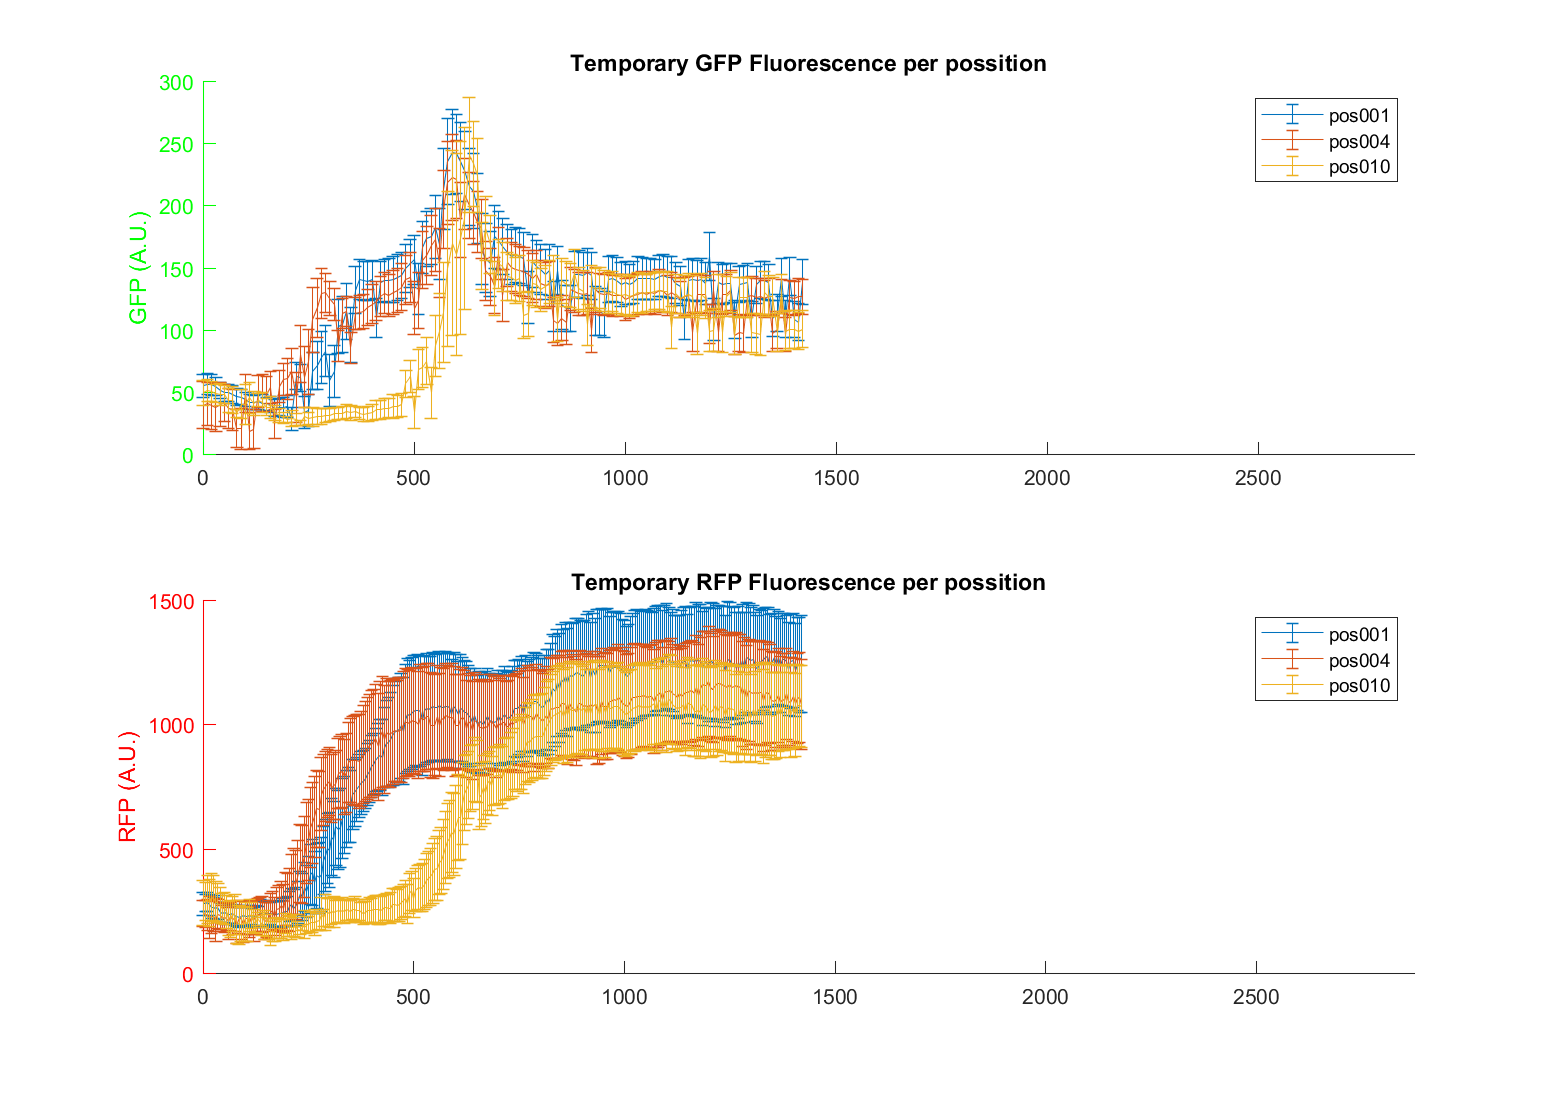 Temporary GFP Fluorescence per possition
300
250
200
150
100
50
0
GFP (A.U.)
0 500 1000 1500 2000 2500
pos001
pos004
pos010
Temporary RFP Fluorescence per possition
1500
1000
500
0
RFP (A.U.)
0 500 1000 1500 2000 2500
pos001
pos004
pos010